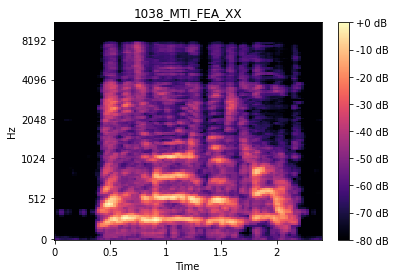 1038_MTI_FEA_XX
+0 dB
8192
-10 dB
4096
-20 dB
-30 dB
2048
Hz
-40 dB
1024
-50 dB
512
-60 dB
-70 dB
0
-80 dB
0
0.5
1
1.5
2
Time